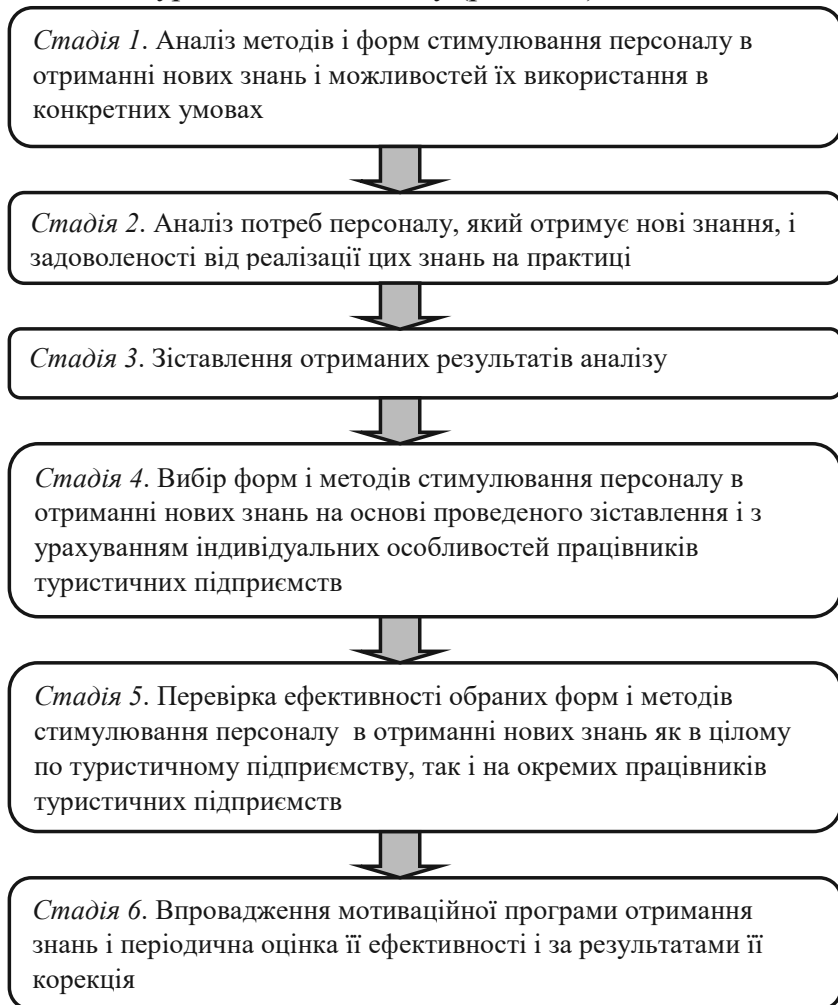 Стадія 1. Аналіз методів і форм стимулювання персоналу в
отриманні нових знань і можливостей їх використання в
конкретних умовах
Стадія 2. Аналіз потреб персоналу, який отримує нові знання, і
задоволеності від реалізації цих знань на практиці
Стадія 3. Зіставлення отриманих результатів аналізу
Стадія 4. Вибір форм і методів стимулювання персоналу в
отриманні нових знань на основі проведеного зіставлення і з
урахуванням індивідуальних особливостей працівників
туристичних підприємств
Стадія 5. Перевірка ефективності обраних форм і методів
стимулювання персоналу в отриманні нових знань як в цілому
по туристичному підприємству, так і на окремих працівників
туристичних підприємств
Стадія 6. Впровадження мотиваційної програми отримання
знань і періодична оцінка її ефективності і за результатами її
корекція